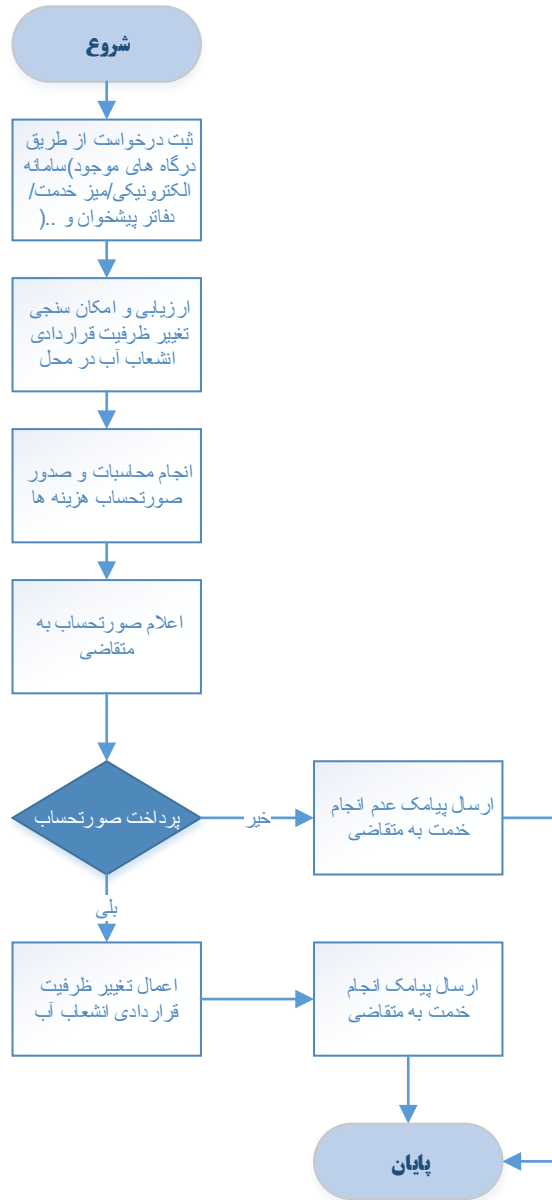 شروع
ثبت درخواست از طریق
درگاه های موجود)سامانه
الکترونیکی/میز خدمت/
دفاتر پیشخوان و ..(
ارزیابی و امکان سنجی
تغییر ظرفیت قراردادی
انشعاب آب در محل
انجام محاسبات و صدور
صورتحساب هزینه ها
اعلام صورتحساب به
متقاضی
پرداخت صورتحساب
خیر
ارسال پیامک عدم انجام
خدمت به متقاضی
بلی
اعمال تغییر ظرفیت
قراردادی انشعاب آب
ارسال پیامک انجام
خدمت به متقاضی
پایان